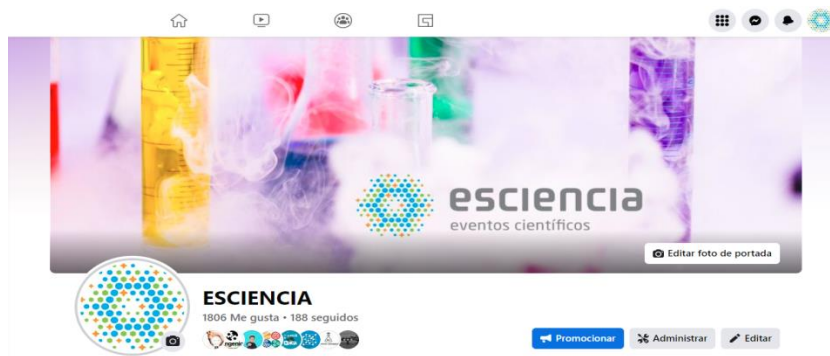 esciencia
eventos científicos
Editar foto de portada
ESCIENCIA
1806 Me gusta • 188 seguidos
Promocionar
Administrar
Editar